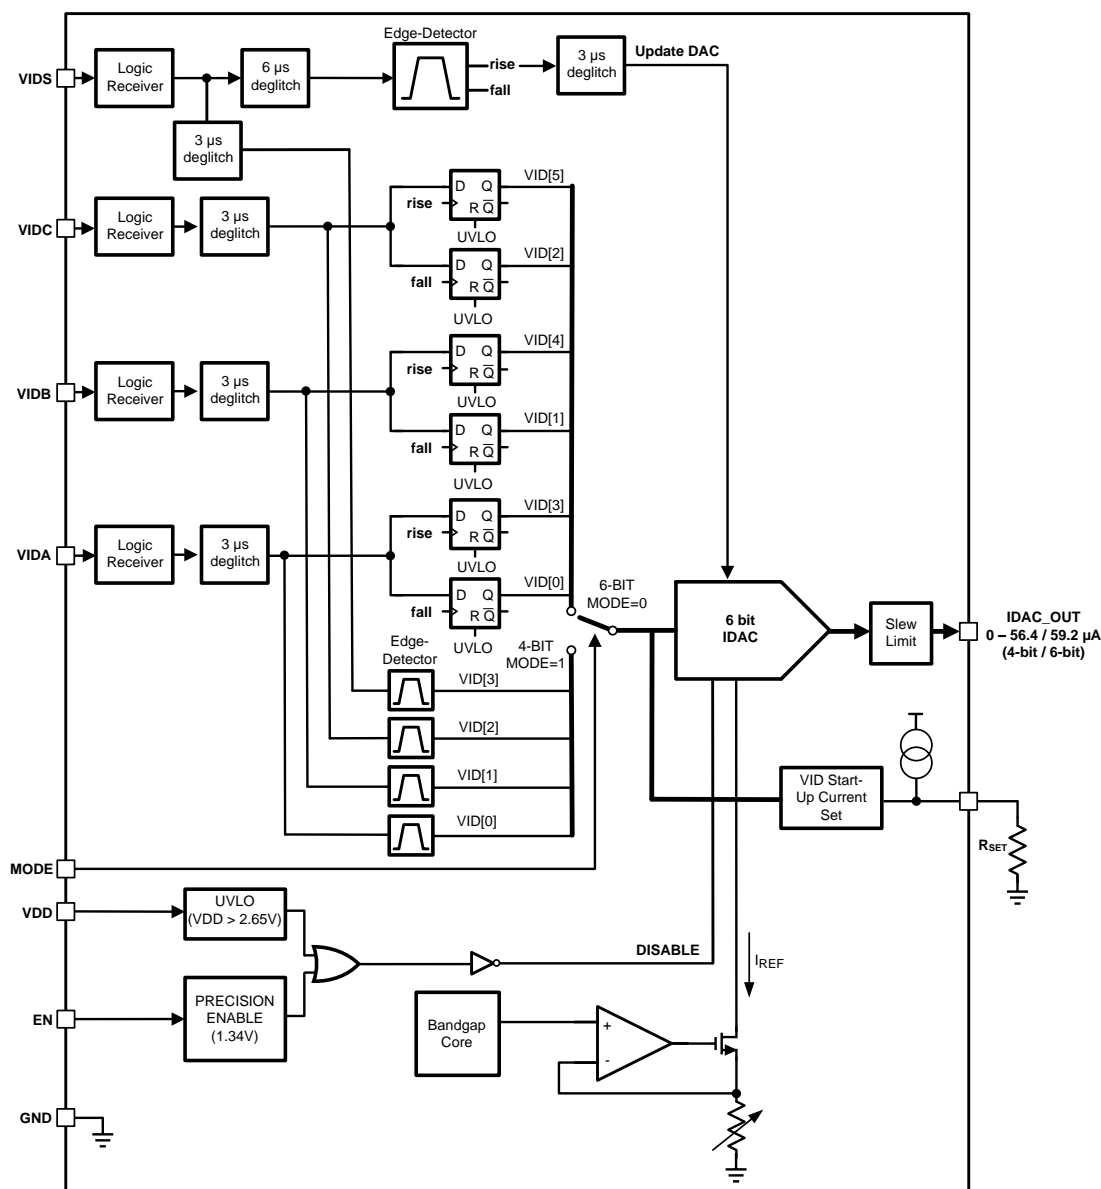 Edge-Detector
VIDS
Logic
Receiver
6 µs
deglitch
rise
fall
3 µs
deglitch
Update DAC
3 µs
deglitch
VIDC
Logic
Receiver
3 µs
deglitch
D Q
rise
R Q
UVLO
VID[5]
D Q
fall
R Q
UVLO
VID[2]
VIDB
Logic
Receiver
3 µs
deglitch
D Q
rise
R Q
UVLO
VID[4]
D Q
fall
R Q
UVLO
VID[1]
VIDA
Logic
Receiver
3 µs
deglitch
D Q
rise
R Q
UVLO
VID[3]
D Q
fall
R Q
UVLO
VID[0]
6-BIT
MODE=0
4-BIT
MODE=1
6 bit
IDAC
Slew
Limit
IDAC_OUT
0 – 56.4 / 59.2 µA
(4-bit / 6-bit)
Edge-
Detector
VID[3]
VID[2]
VID[1]
VID[0]
VID Start-
Up Current
Set
RSET
MODE
VDD
UVLO
(VDD > 2.65V)
DISABLE
IREF
EN
PRECISION
ENABLE
(1.34V)
Bandgap
Core
+
-
GND